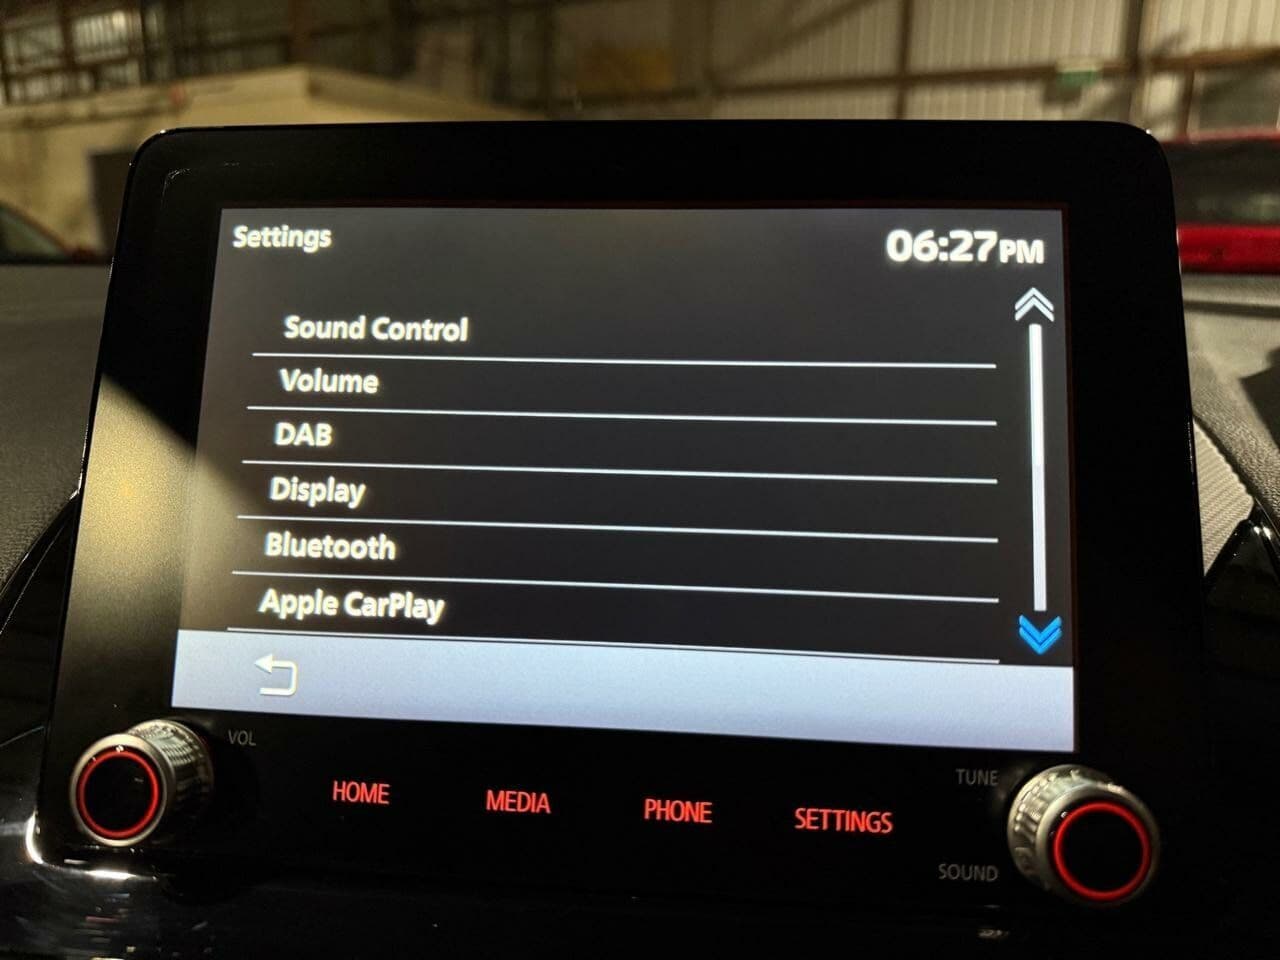 Settings
06:27PM
Sound Control
Volume
DAB
Display
Bluetooth
Apple CarPlay
VOL
HOME
MEDIA
PHONE
SETTINGS
TUNE
SOUND